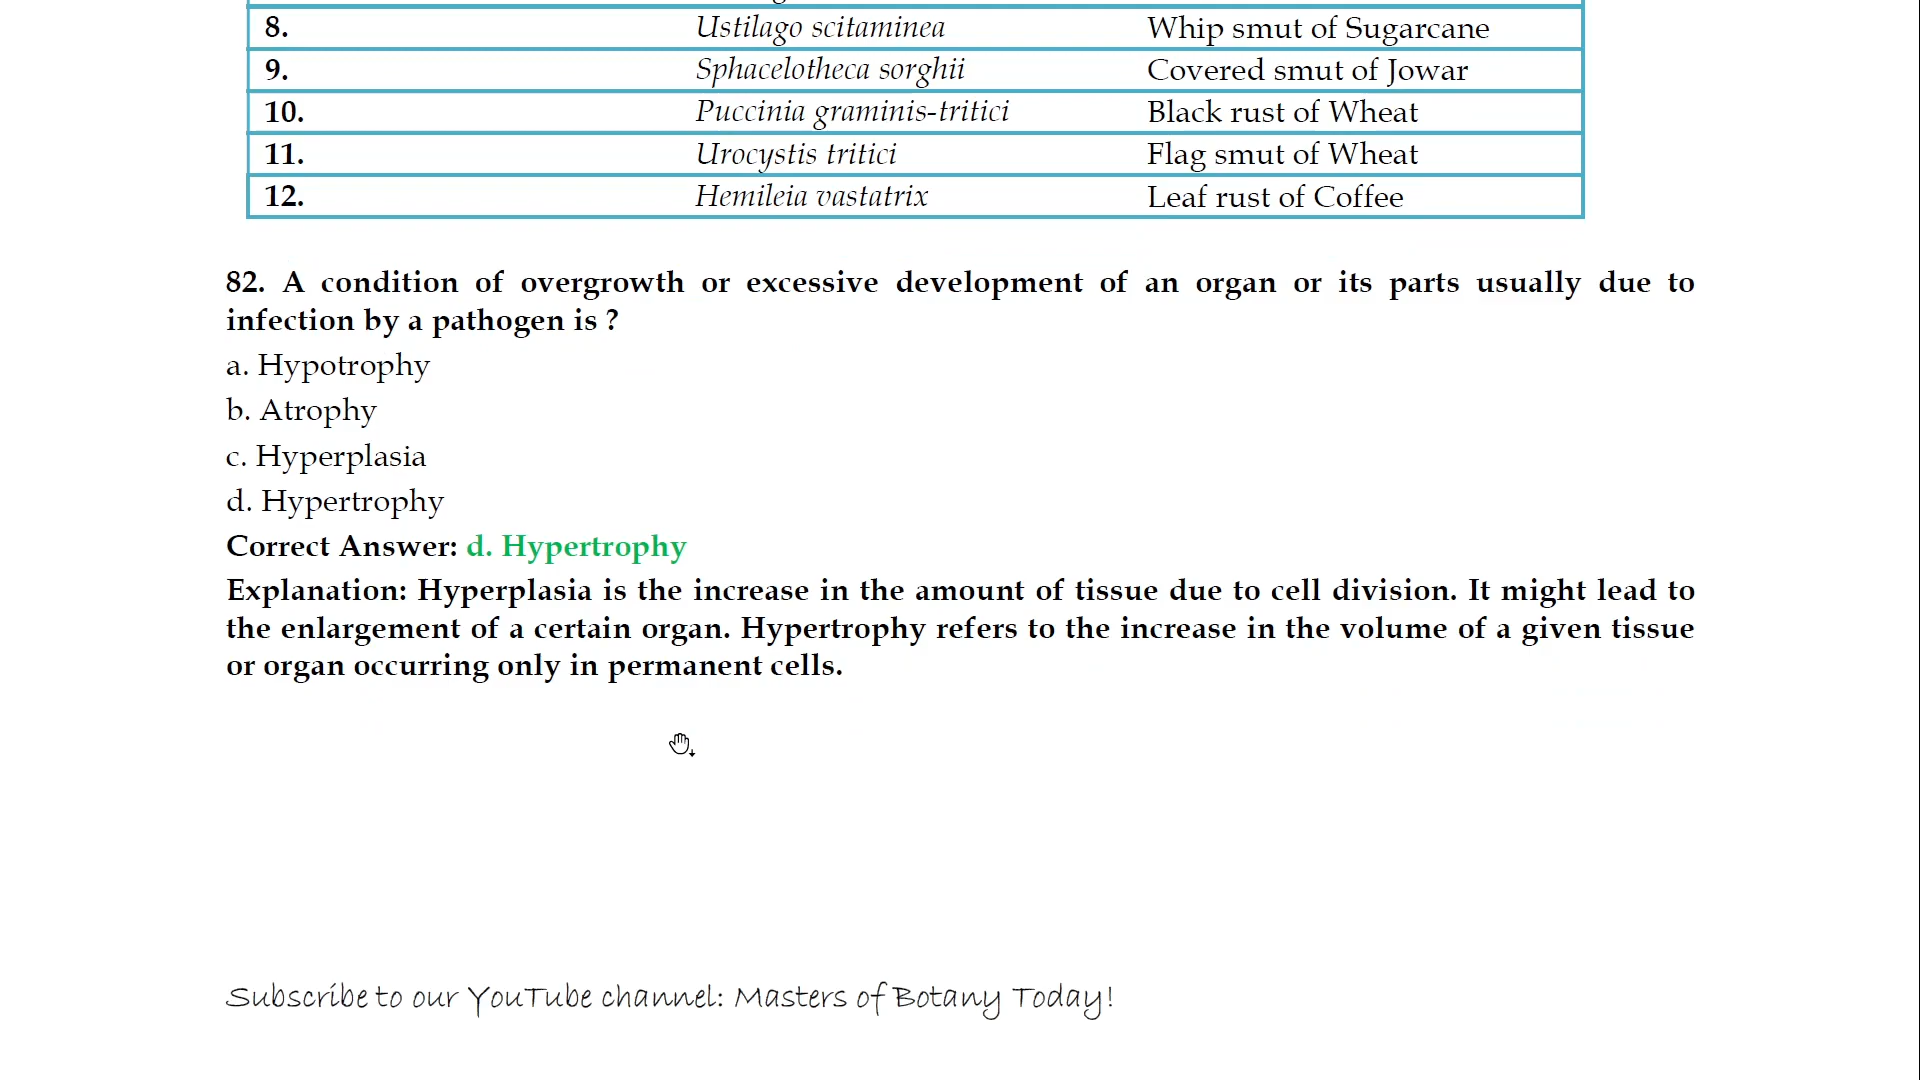 8. Ustilago scitaminea Whip smut of Sugarcane
9. Sphacelotheca sorghii Covered smut of Jowar
10. Puccinia graminis-tritici Black rust of Wheat
11. Urocystis tritici Flag smut of Wheat
12. Hemileia vastatrix Leaf rust of Coffee
82. A condition of overgrowth or excessive development of an organ or its parts usually due to
infection by a pathogen is ?
a. Hypotrophy
b. Atrophy
c. Hyperplasia
d. Hypertrophy
Correct Answer: d. Hypertrophy
Explanation: Hyperplasia is the increase in the amount of tissue due to cell division. It might lead to
the enlargement of a certain organ. Hypertrophy refers to the increase in the volume of a given tissue
or organ occurring only in permanent cells.
Subscribe to our YouTube channel: Masters of Botany Today!